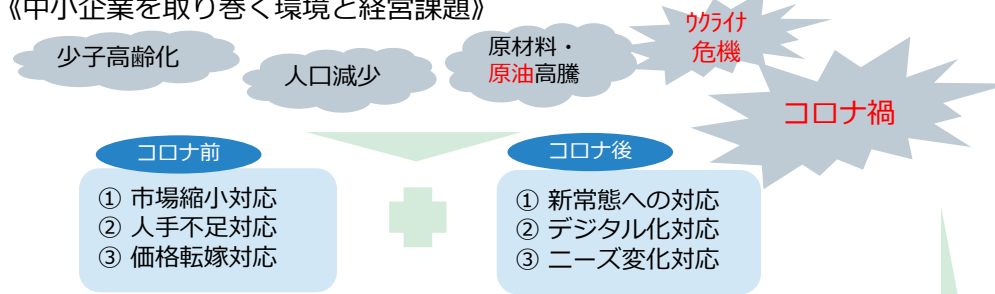 《中小企業を取り巻く環境と経営課題》
少子高齢化
人口減少
原材料・
原油高騰
ウクライナ
危機
コロナ禍
コロナ前
① 市場縮小対応
② 人手不足対応
③ 価格転嫁対応
コロナ後
① 新常態への対応
② デジタル化対応
③ ニーズ変化対応